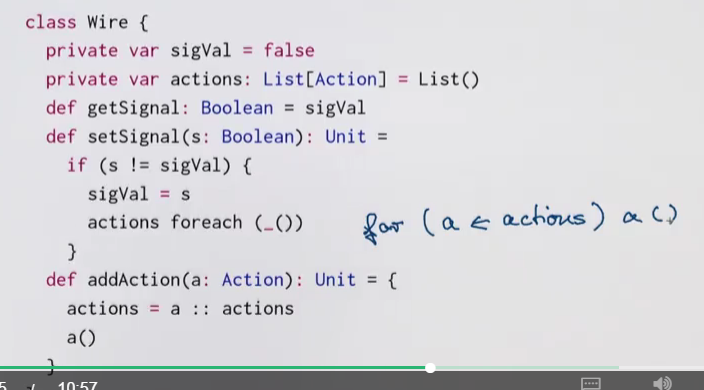 class Wire {
private var sigVal = false
private var actions: List[Action] = List()
def getSignal: Boolean = sigVal
def setSignal(s: Boolean): Unit =
if (s != sigVal) {
sigVal = s
actions foreach (_()) for (a ← actions) a ()
}
def addAction(a: Action): Unit = {
actions = a :: actions
a()
}
5 / 10:57